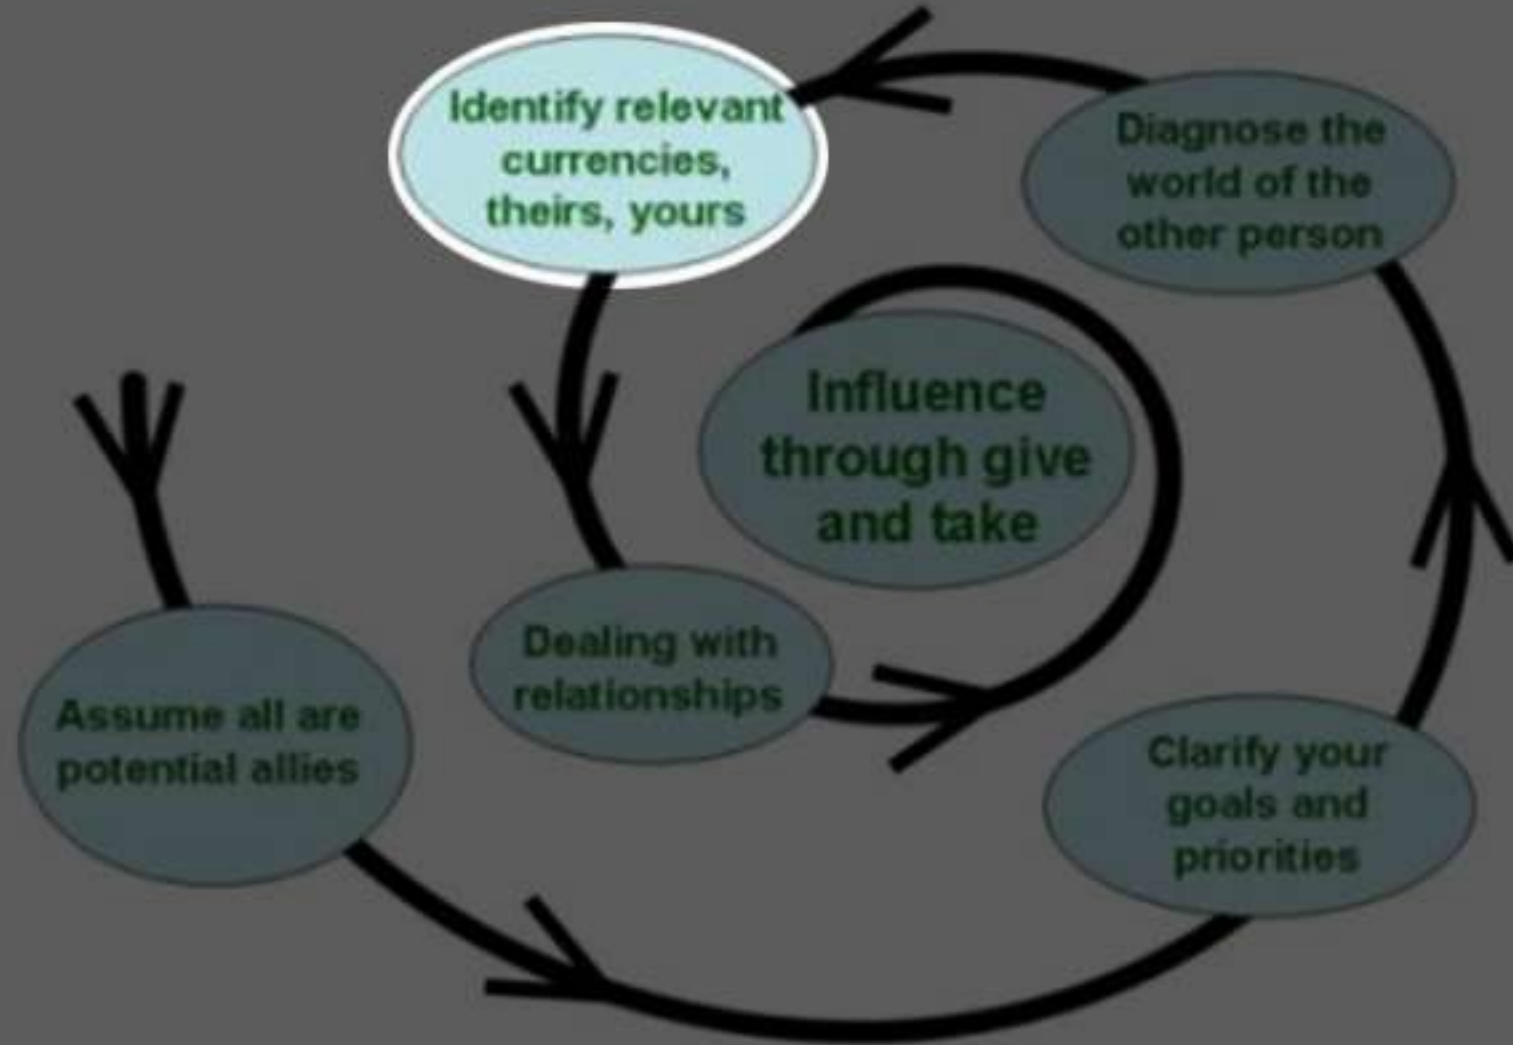 Identify relevant
currencies,
theirs, yours
Diagnose the
world of the
other person
Influence
through give
and take
Dealing with
relationships
Assume all are
potential allies
Clarify your
goals and
priorities